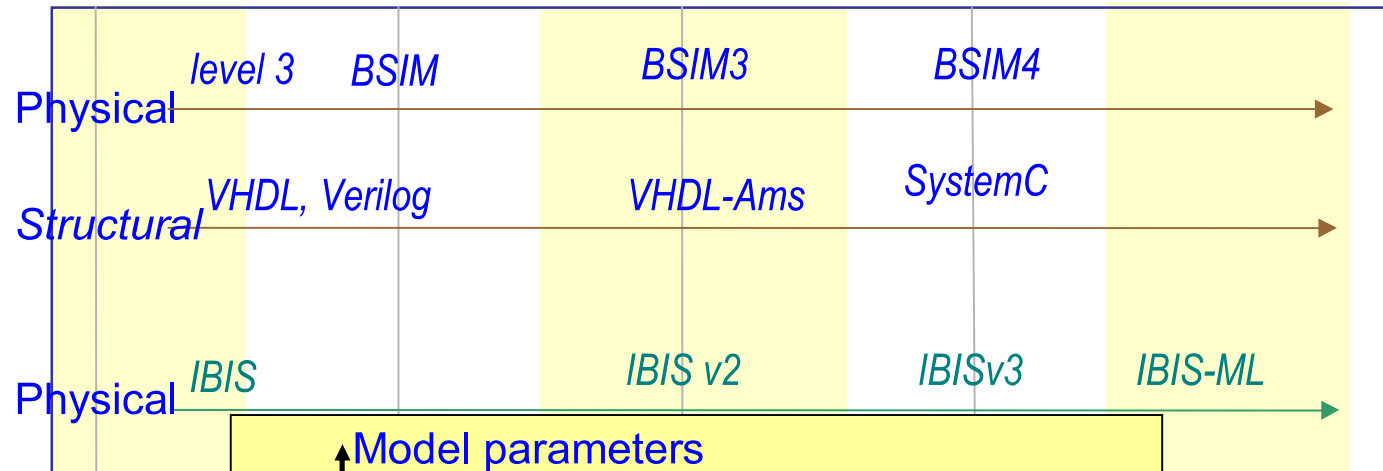 level 3 BSIM BSIM3 BSIM4
Physical
VHDL, Verilog VHDL-Ams SystemC
Structural
IBIS IBIS v2 IBISv3 IBIS-ML
Physical
Model parameters